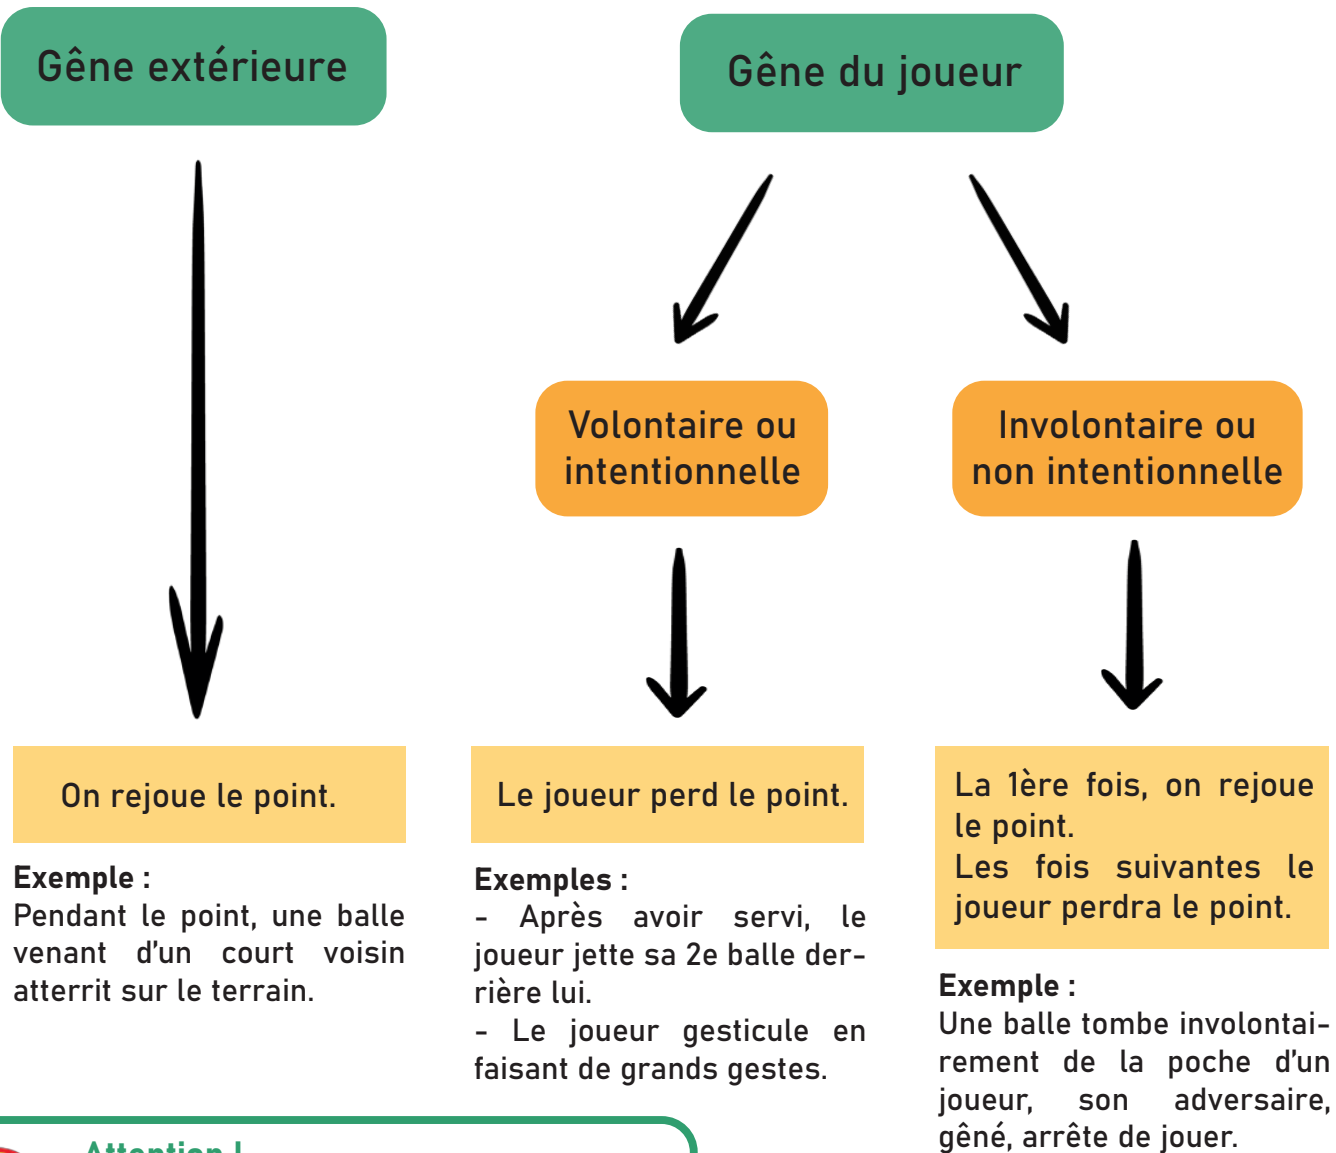 Gêne extérieure
Gêne du joueur
Volontaire ou
intentionnelle
Involontaire ou
non intentionnelle
On rejoue le point.
Exemple :
Pendant le point, une balle
venant d'un court voisin
atterrit sur le terrain.
Le joueur perd le point.
Exemples :
- Après avoir servi, le
joueur jette sa 2e balle der-
rière lui.
- Le joueur gesticule en
faisant de grands gestes.
La 1ère fois, on rejoue
le point.
Les fois suivantes le
joueur perdra le point.
Exemple :
Une balle tombe involontai-
rement de la poche d'un
joueur, son adversaire,
gêné, arrête de jouer.
Attention !